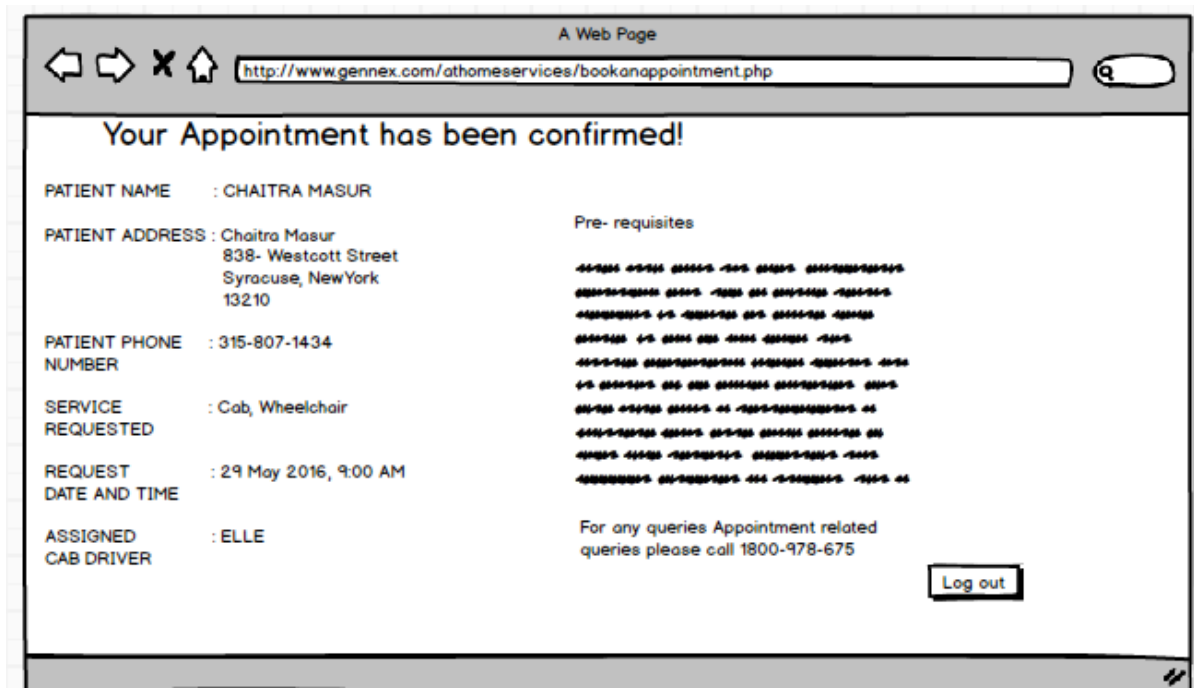 A Web Page
http://www.gennex.com/athomeservices/bookanappointment.php
Your Appointment has been confirmed!
PATIENT NAME : CHAITRA MASUR
PATIENT ADDRESS : Chaitra Masur
838- Westcott Street
Syracuse, NewYork
13210
PATIENT PHONE : 315-807-1434
NUMBER
SERVICE : Cab, Wheelchair
REQUESTED
REQUEST : 29 May 2016, 9:00 AM
DATE AND TIME
ASSIGNED : ELLE
CAB DRIVER
Pre- requisites
For any queries Appointment related
queries please call 1800-978-675
Log out